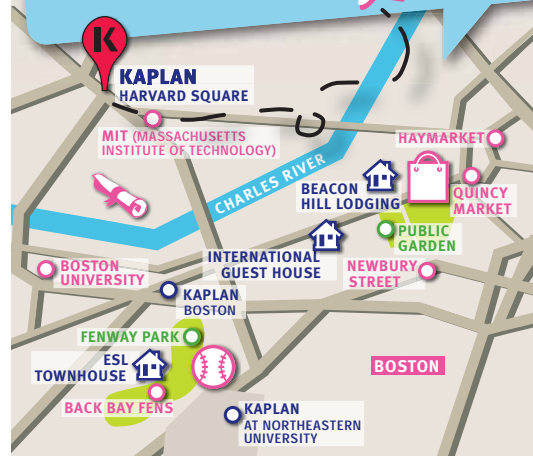 K
KAPLAN
HARVARD SQUARE
MIT (MASSACHUSETTS
INSTITUTE OF TECHNOLOGY)
HAYMARKET
CHARLES RIVER
BEACON
HILL LODGING
QUINCY
MARKET
PUBLIC
GARDEN
INTERNATIONAL
GUEST HOUSE
NEWBURY
STREET
BOSTON
UNIVERSITY
KAPLAN
BOSTON
FENWAY PARK
ESL
TOWNHOUSE
BOSTON
BACK BAY FENS
KAPLAN
AT NORTHEASTERN
UNIVERSITY